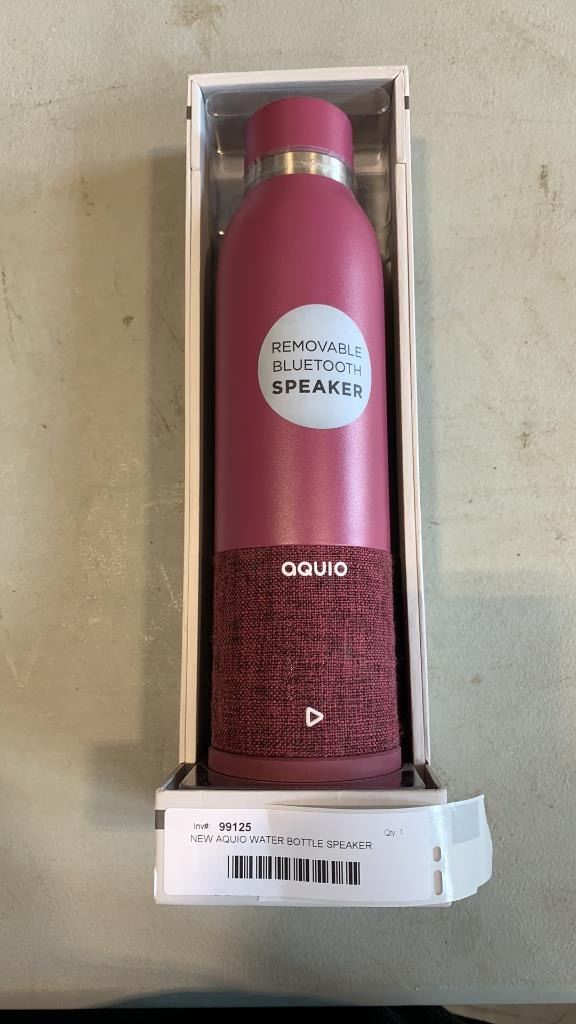 REMOVABLE
BLUETOOTH
SPEAKER
aquio
Inv#: 99125
Qty: 1
NEW AQUIO WATER BOTTLE SPEAKER